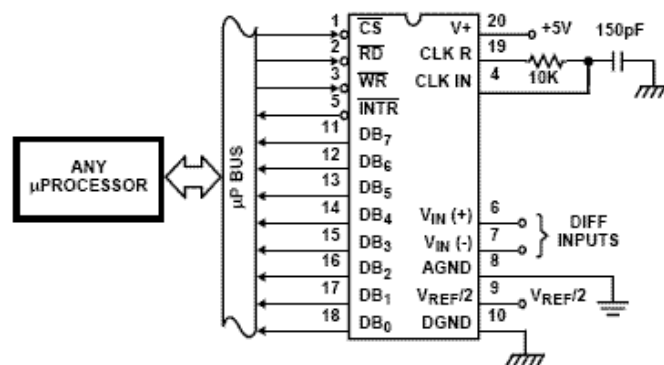 ANY
µPROCESSOR
µP BUS
1 CS
2 RD
3 WR
5 INTR
11 DB7
12 DB6
13 DB5
14 DB4
15 DB3
16 DB2
17 DB1
18 DB0
V+ 20 +5V
CLK R 19
10K
150pF
CLK IN 4
VIN (+) 6
VIN (-) 7
DIFF
INPUTS
AGND 8
VREF/2 9 VREF/2
DGND 10